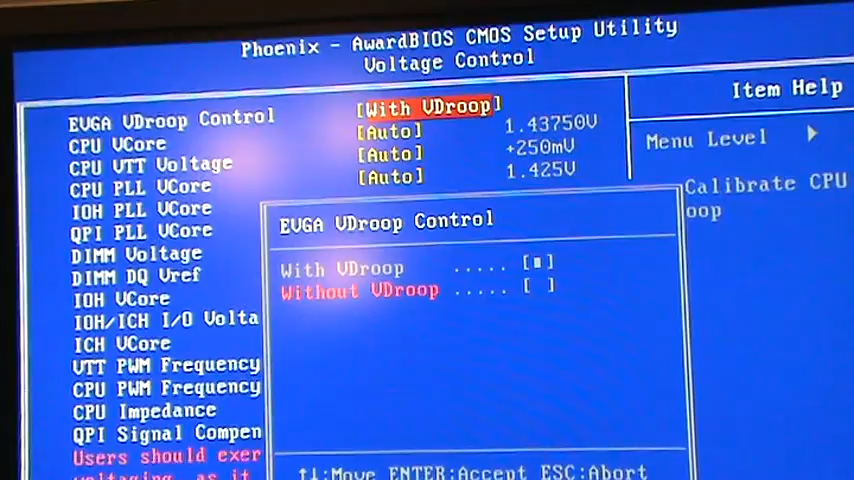 Phoenix - AwardBIOS CMOS Setup Utility
Voltage Control
EVGA VDroop Control [With VDroop]
CPU VCore [Auto] 1.43750V
CPU VTT Voltage [Auto] +250mV
CPU PLL VCore [Auto] 1.425V
IOH PLL VCore
QPI PLL VCore
DIMM Voltage
DIMM DQ Vref
IOH VCore
IOH/ICH I/O Volta
ICH VCore
VTT PWM Frequency
CPU PWM Frequency
CPU Impedance
QPI Signal Compen
Users should exer
voltaging, as it
EVGA VDroop Control
With VDroop ..... [■]
Without VDroop ..... [ ]
↑↓:Move ENTER:Accept ESC:Abort
Item Help
Menu Level ▶
Calibrate CPU
oop